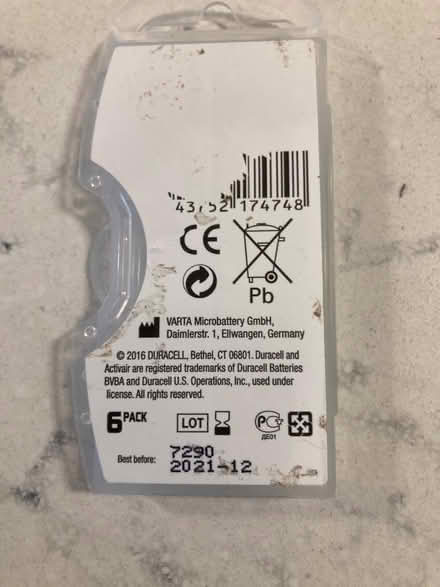 174748
CE
Pb
VARTA Microbattery GmbH,
Daimlerstr. 1, Ellwangen, Germany
© 2016 DURACELL, Bethel, CT 06801. Duracell and
Activair are registered trademarks of Duracell Batteries
BVBA and Duracell U.S. Operations, Inc., used under
license. All rights reserved.
6 PACK
LOT
ДЕ01
Best before:
7290
2021-12